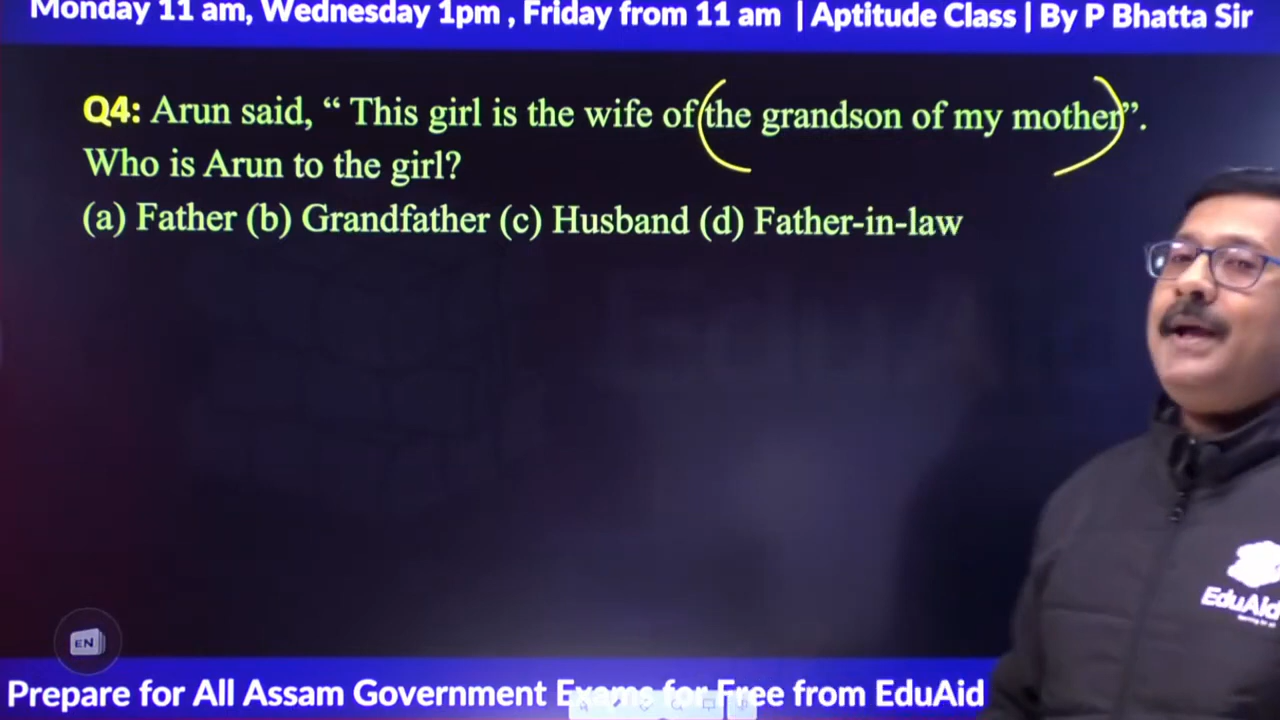 Monday 11 am, Wednesday 1pm , Friday from 11 am | Aptitude Class | By P Bhatta Sir
Q4: Arun said, “ This girl is the wife of the grandson of my mother”.
Who is Arun to the girl?
(a) Father (b) Grandfather (c) Husband (d) Father-in-law
EduAid
EN
Prepare for All Assam Government Exams for Free from EduAid